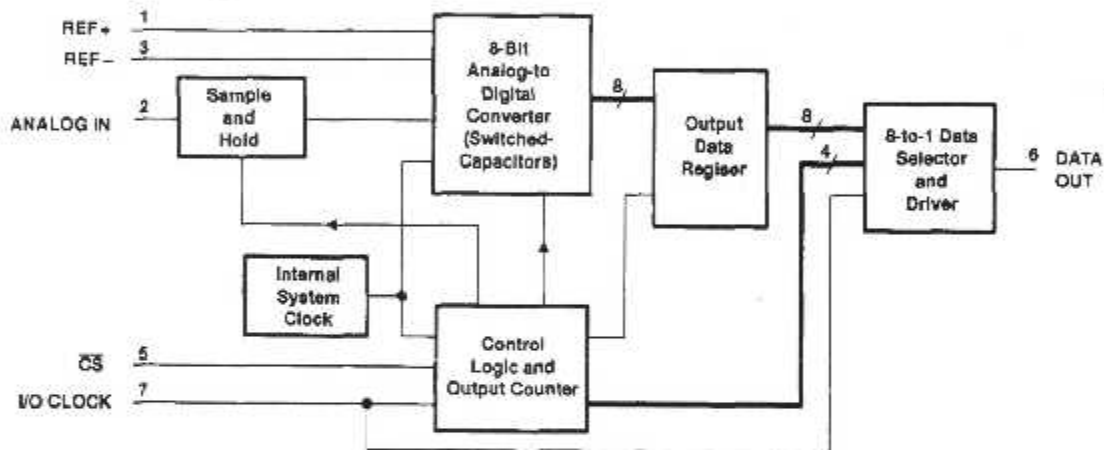 REF+
1
REF−
3
ANALOG IN
2
Sample
and
Hold
8-Bit
Analog-to
Digital
Converter
(Switched-
Capacitors)
8
Output
Data
Regiser
8
4
8-to-1 Data
Selector
and
Driver
6
DATA
OUT
Internal
System
Clock
C̅S̅
5
I/O CLOCK
7
Control
Logic and
Output Counter